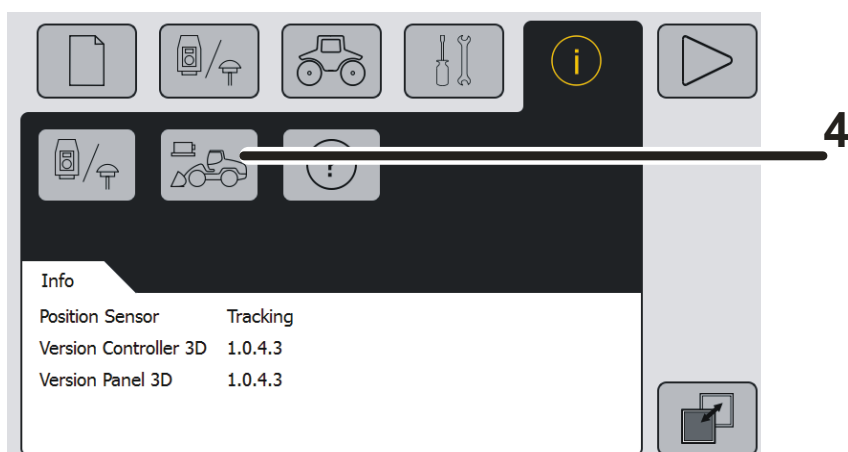 i
4
?
Info
Position Sensor Tracking
Version Controller 3D 1.0.4.3
Version Panel 3D 1.0.4.3